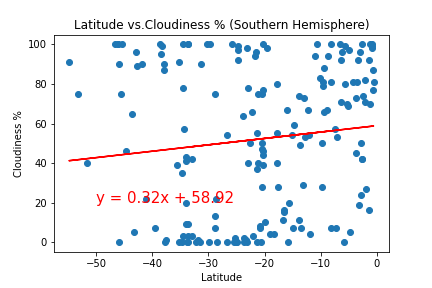 Latitude vs.Cloudiness % (Southern Hemisphere)
100
80
60
40
20
0
Cloudiness %
y = 0.32x + 58.92
−50 −40 −30 −20 −10 0
Latitude